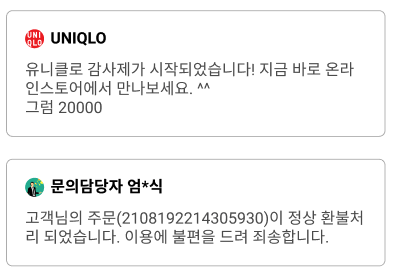 UNI
QLO
UNIQLO
유니클로 감사제가 시작되었습니다! 지금 바로 온라
인스토어에서 만나보세요. ^^
그럼 20000
문의담당자 엄*식
고객님의 주문(2108192214305930)이 정상 환불처
리 되었습니다. 이용에 불편을 드려 죄송합니다.